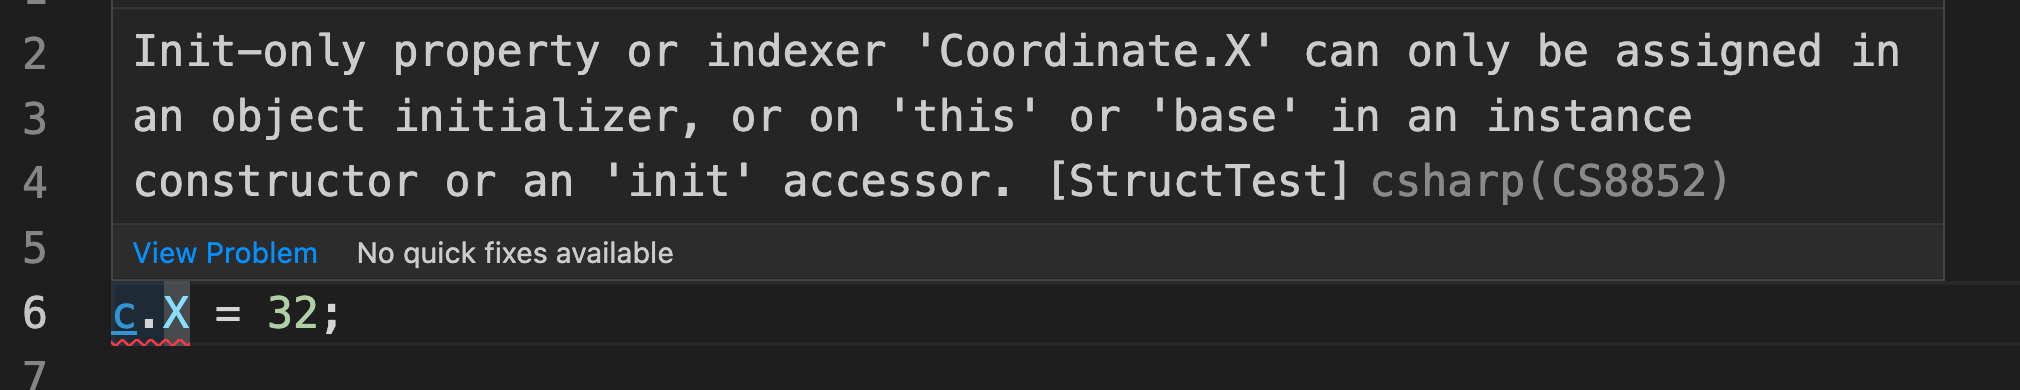 2
Init-only property or indexer 'Coordinate.X' can only be assigned in
3
an object initializer, or on 'this' or 'base' in an instance
4
constructor or an 'init' accessor. [StructTest] csharp(CS8852)
5
View Problem No quick fixes available
6 c.X = 32;
7